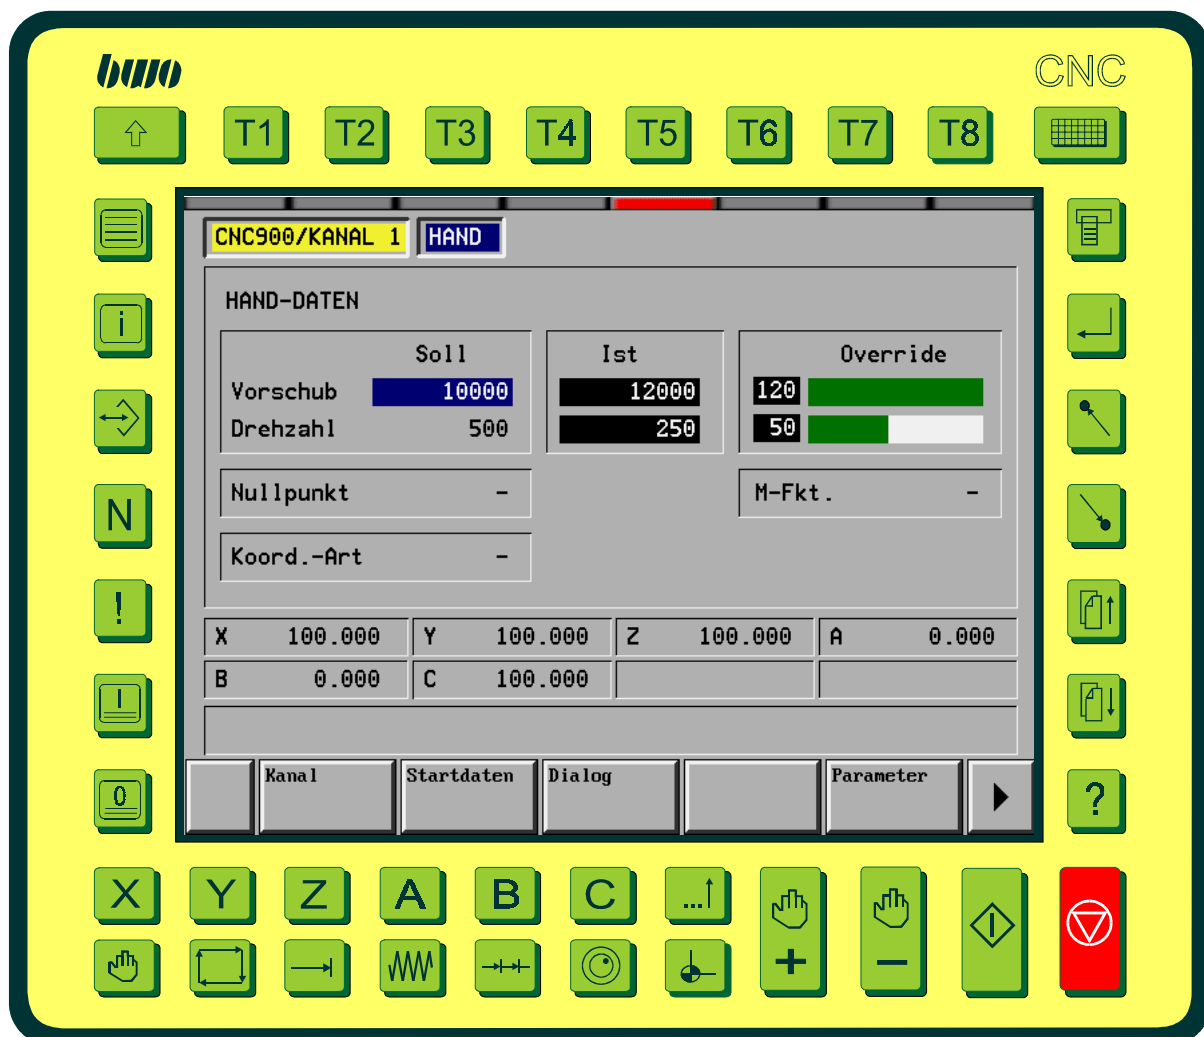 bwo
CNC
T1 T2 T3 T4 T5 T6 T7 T8
CNC900/KANAL 1 HAND
HAND-DATEN
Soll Ist Override
Vorschub 10000 12000 120
Drehzahl 500 250 50
Nullpunkt - M-Fkt. -
Koord.-Art -
X 100.000 Y 100.000 Z 100.000 A 0.000
B 0.000 C 100.000
Kanal Startdaten Dialog Parameter
i
N
!
I
0
?
X Y Z A B C ...
+ - I